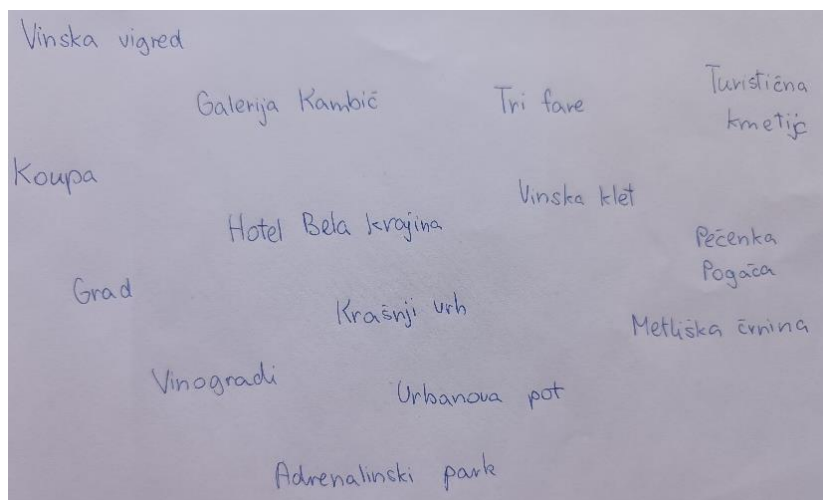 Vinska vigred
Galerija Kambič
Tri fare
Turistična
kmetija
Koupa
Vinska klet
Hotel Bela krajina
Pečenka
Pogača
Grad
Krašnji vrh
Metliška črnina
Vinogradi
Urbanova pot
Adrenalinski park